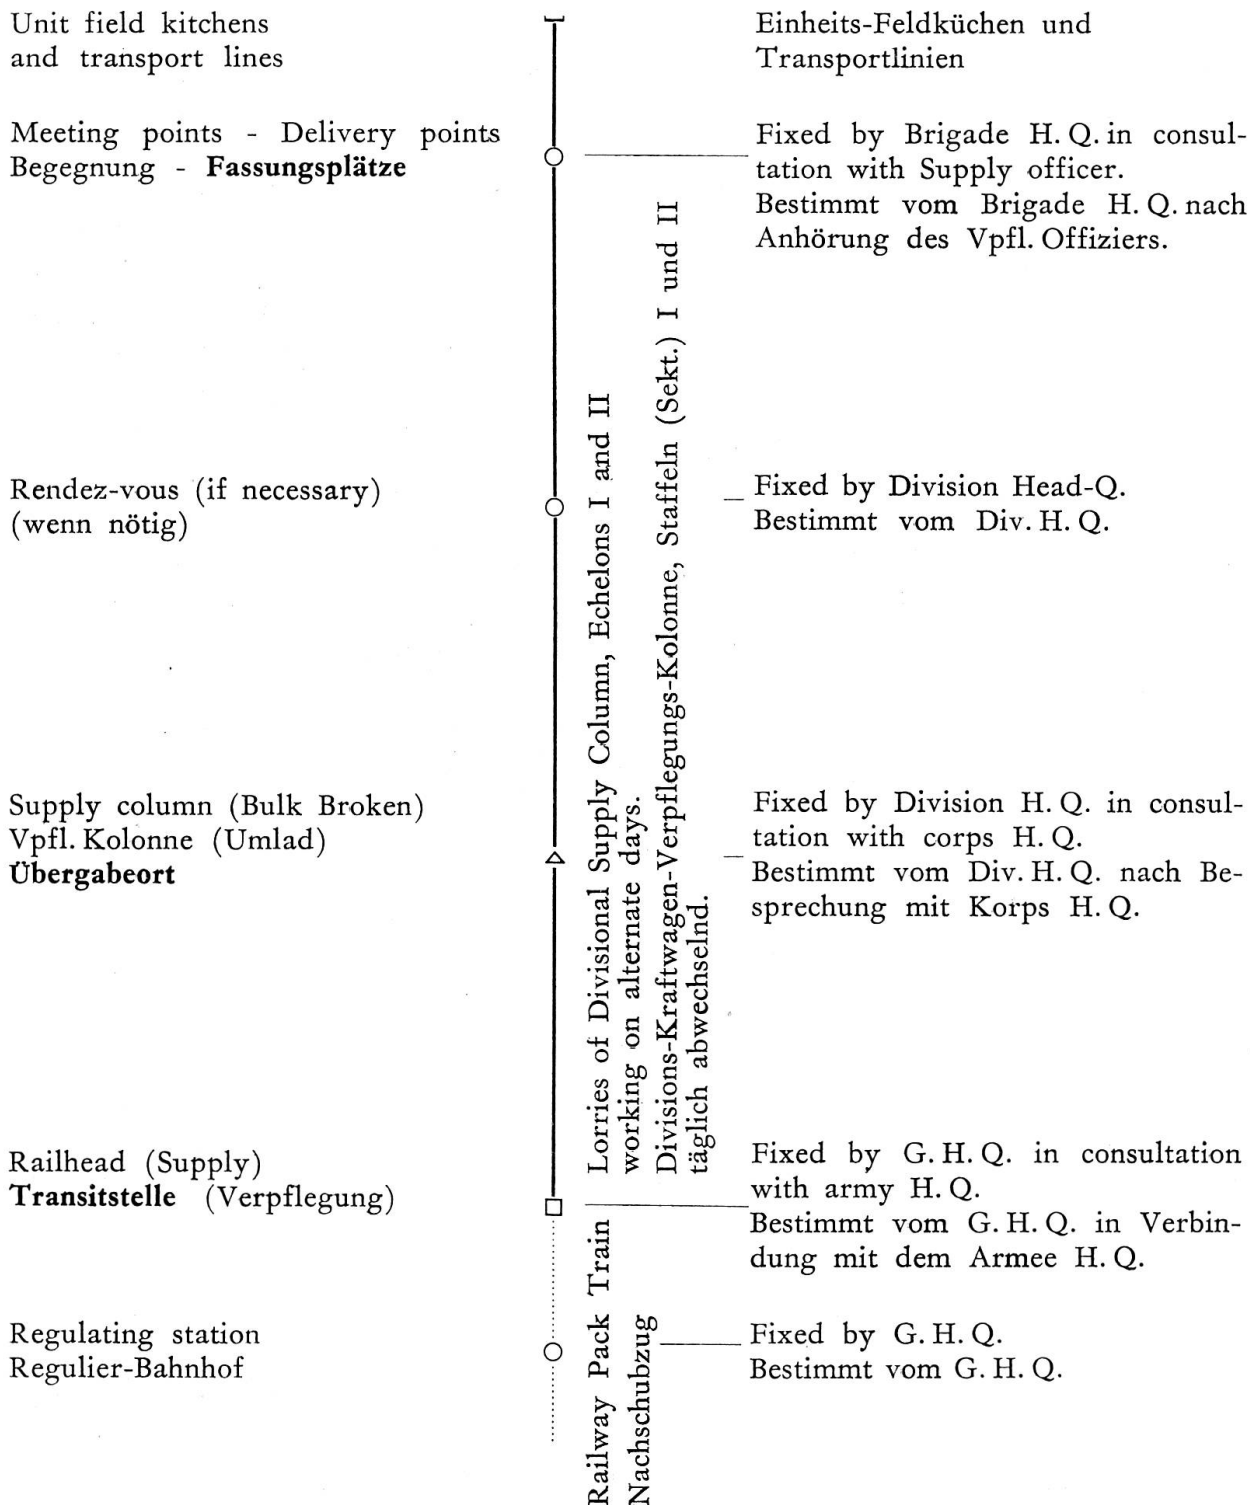 Unit field kitchens
and transport lines
Einheits-Feldküchen und
Transportlinien
Meeting points - Delivery points
Begegnung - Fassungsplätze
Fixed by Brigade H. Q. in consul-
tation with Supply officer.
Bestimmt vom Brigade H. Q. nach
Anhörung des Vpfl. Offiziers.
Rendez-vous (if necessary)
(wenn nötig)
Fixed by Division Head-Q.
Bestimmt vom Div. H. Q.
Lorries of Divisional Supply Column, Echelons I and II
working on alternate days.
Divisions-Kraftwagen-Verpflegungs-Kolonne, Staffeln (Sekt.) I und II
täglich abwechselnd.
Supply column (Bulk Broken)
Vpfl. Kolonne (Umlad)
Übergabeort
Fixed by Division H. Q. in consul-
tation with corps H. Q.
Bestimmt vom Div. H. Q. nach Be-
sprechung mit Korps H. Q.
Railhead (Supply)
Transitstelle (Verpflegung)
Fixed by G. H. Q. in consultation
with army H. Q.
Bestimmt vom G. H. Q. in Verbin-
dung mit dem Armee H. Q.
Railway Pack Train
Nachschubzug
Regulating station
Regulier-Bahnhof
Fixed by G. H. Q.
Bestimmt vom G. H. Q.